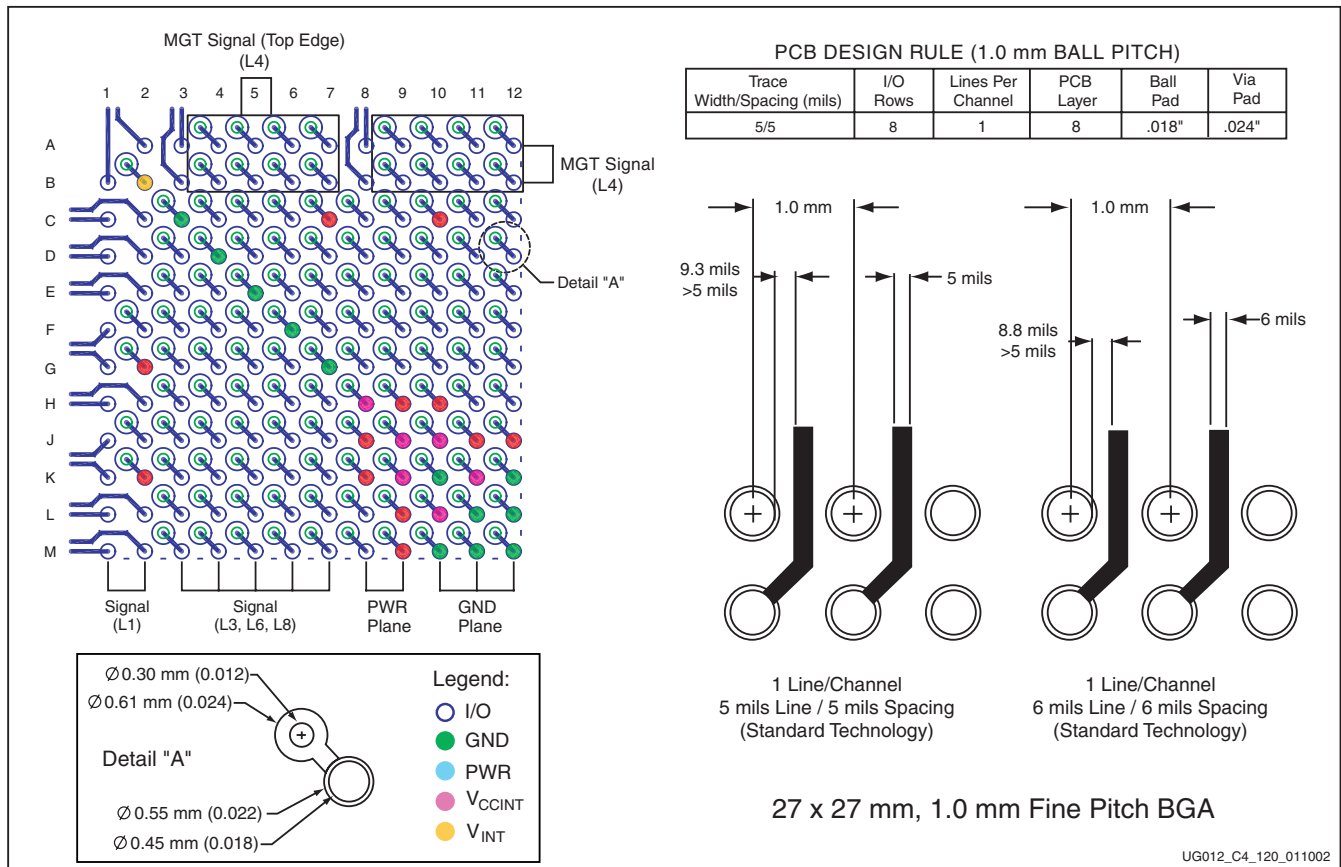 MGT Signal (Top Edge)
(L4)
1 2 3 4 5 6 7 8 9 10 11 12
A
B
C
D
E
F
G
H
J
K
L
M
MGT Signal
(L4)
Detail "A"
Signal
(L1)
Signal
(L3, L6, L8)
PWR
Plane
GND
Plane
Ø 0.30 mm (0.012)
Ø 0.61 mm (0.024)
Detail "A"
Ø 0.55 mm (0.022)
Ø 0.45 mm (0.018)
Legend:
I/O
GND
PWR
VCCINT
VINT
PCB DESIGN RULE (1.0 mm BALL PITCH)
Trace Width/Spacing (mils) I/O Rows Lines Per Channel PCB Layer Ball Pad Via Pad
5/5 8 1 8 .018" .024"
1.0 mm
9.3 mils
>5 mils
5 mils
1 Line/Channel
5 mils Line / 5 mils Spacing
(Standard Technology)
1.0 mm
8.8 mils
>5 mils
6 mils
1 Line/Channel
6 mils Line / 6 mils Spacing
(Standard Technology)
27 x 27 mm, 1.0 mm Fine Pitch BGA
UG012_C4_120_011002